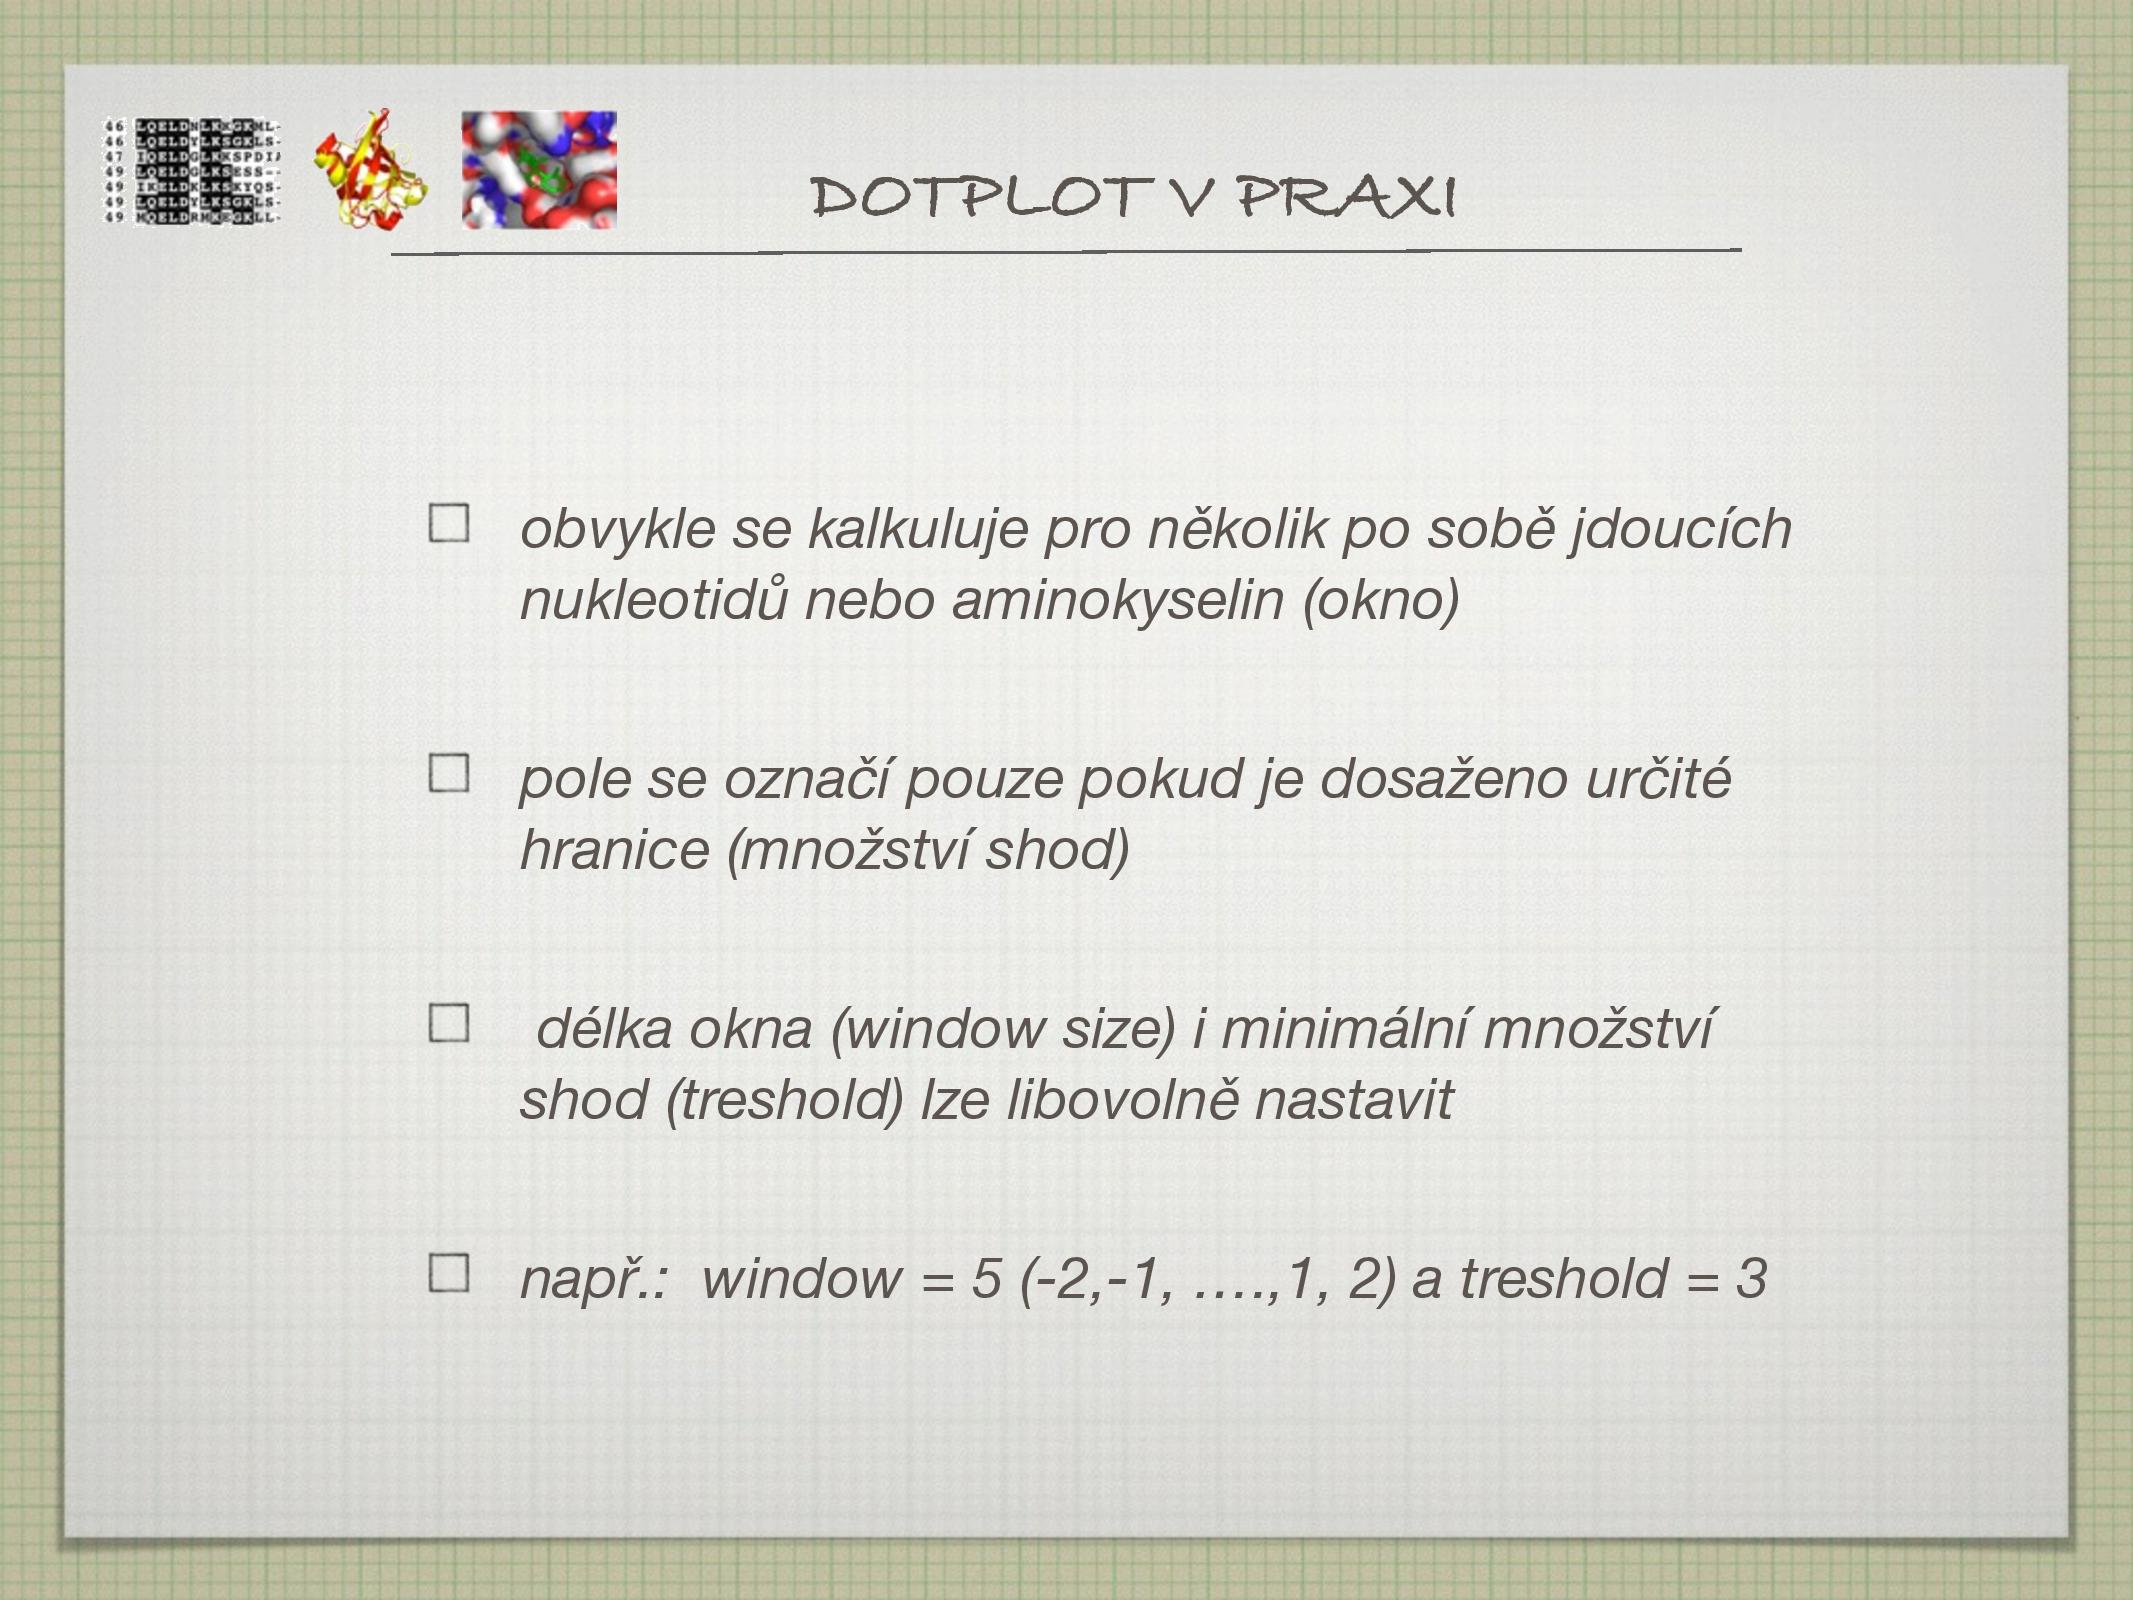 46 LQELDNLKKGKML-
46 LQELDYLKSGKLS-
47 IQELDGLKKSPDI
49 LQELDGLKSESS--
49 IKELDKLKSKYQS-
49 LQELDYLKSGKLS-
49 MQELDRMKEGKLL-
DOTPLOT V PRAXI
obvykle se kalkuluje pro několik po sobě jdoucích
nukleotidů nebo aminokyselin (okno)
pole se označí pouze pokud je dosaženo určité
hranice (množství shod)
délka okna (window size) i minimální množství
shod (treshold) lze libovolně nastavit
např.: window = 5 (-2,-1, ....,1, 2) a treshold = 3